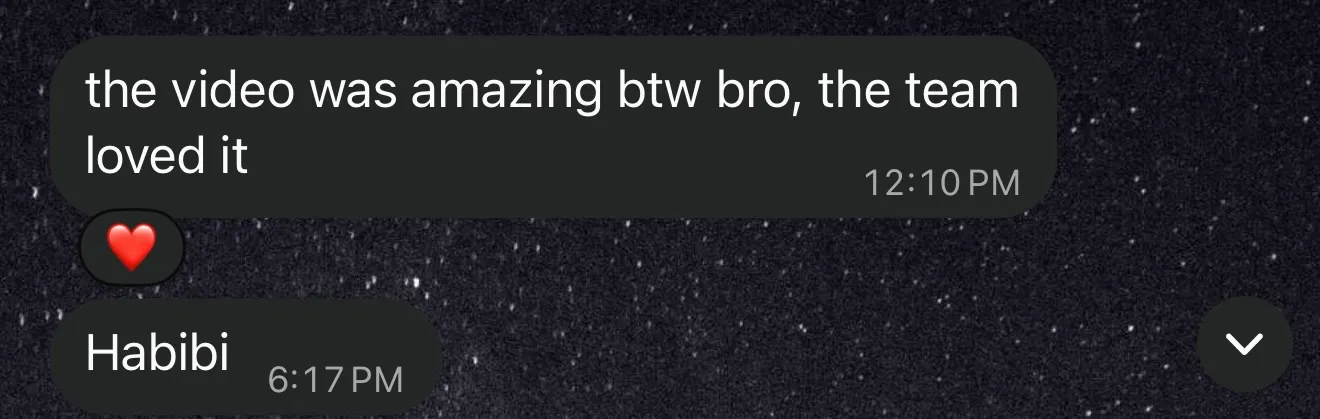 the video was amazing btw bro, the team
loved it
12:10 PM
❤️
Habibi
6:17 PM